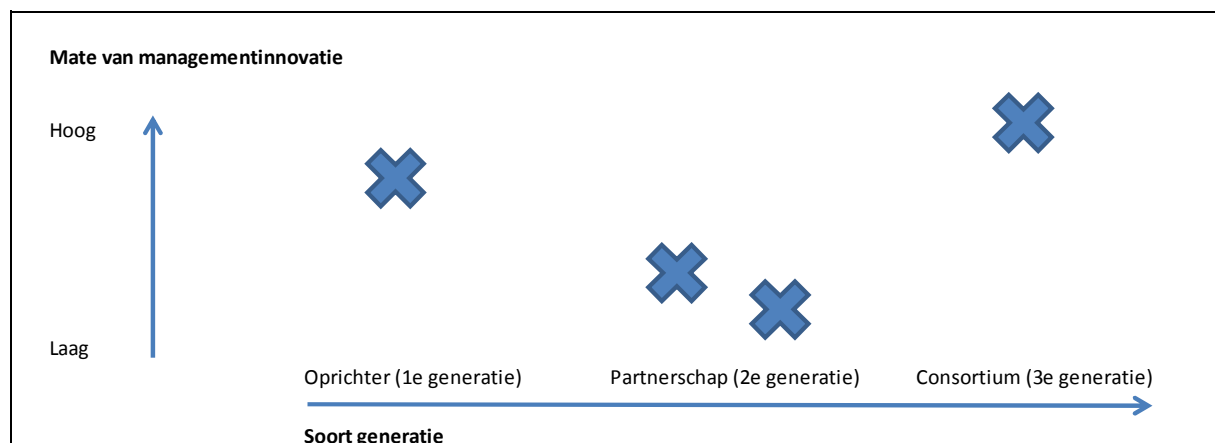 Mate van managementinnovatie
Hoog
Laag
Oprichter (1e generatie) Partnerschap (2e generatie) Consortium (3e generatie)
Soort generatie